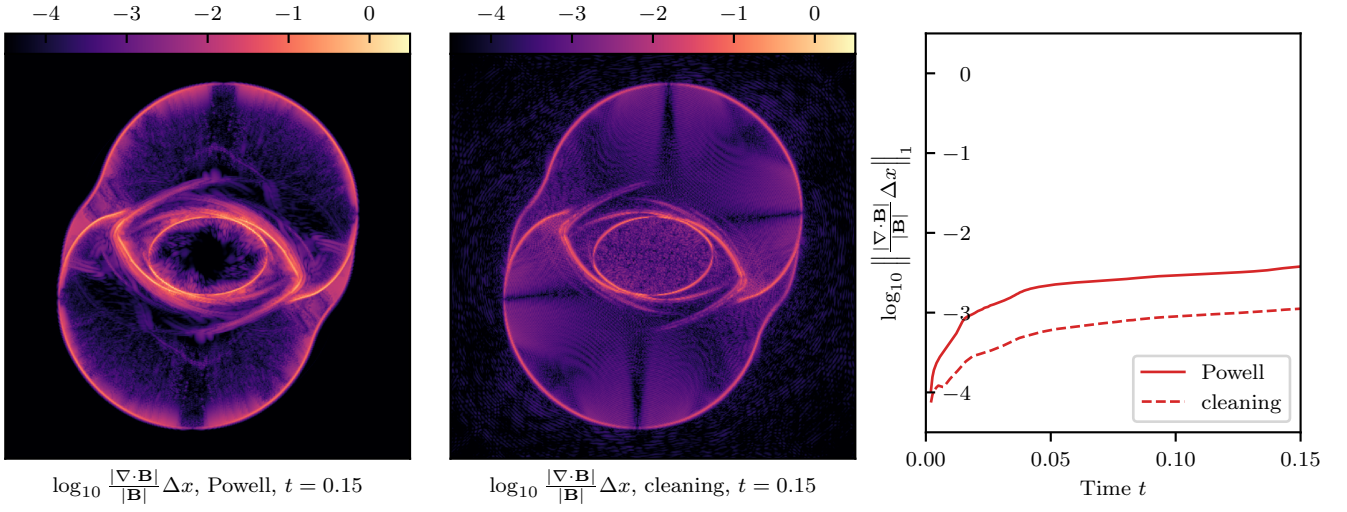 −4 −3 −2 −1 0
−4 −3 −2 −1 0
log₁₀ |∇·B|/|B| Δx, Powell, t = 0.15
log₁₀ |∇·B|/|B| Δx, cleaning, t = 0.15
log₁₀ ‖ |∇·B|/|B| Δx ‖₁
0
−1
−2
−3
−4
Powell
cleaning
0.00 0.05 0.10 0.15
Time t